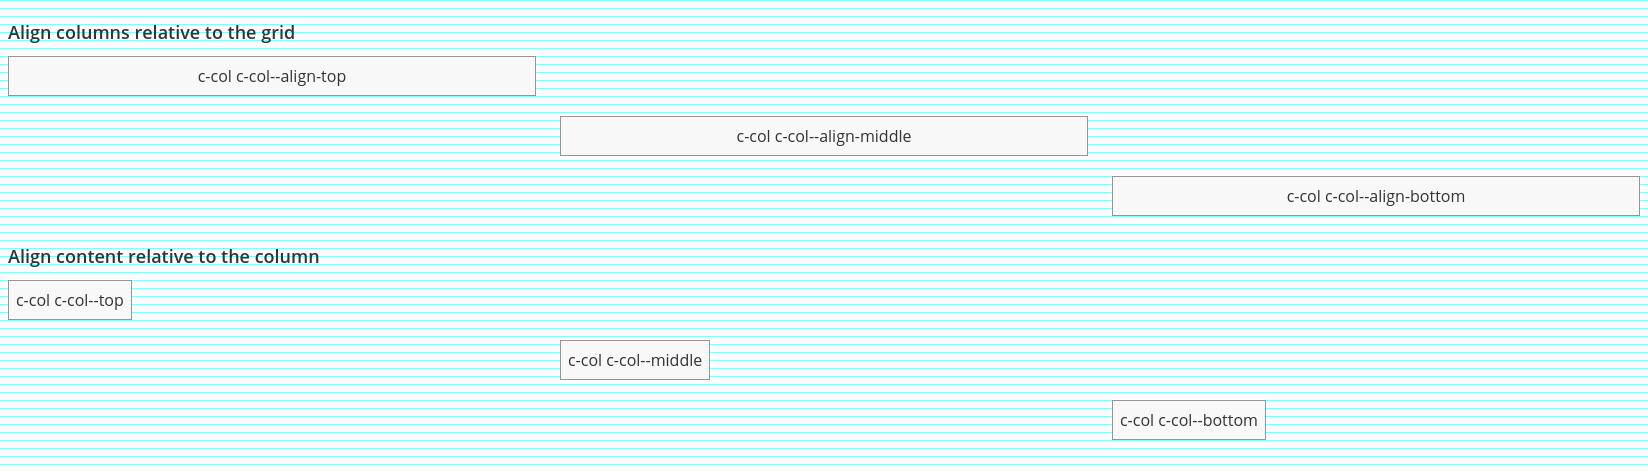 Align columns relative to the grid
c-col c-col--align-top
c-col c-col--align-middle
c-col c-col--align-bottom
Align content relative to the column
c-col c-col--top
c-col c-col--middle
c-col c-col--bottom